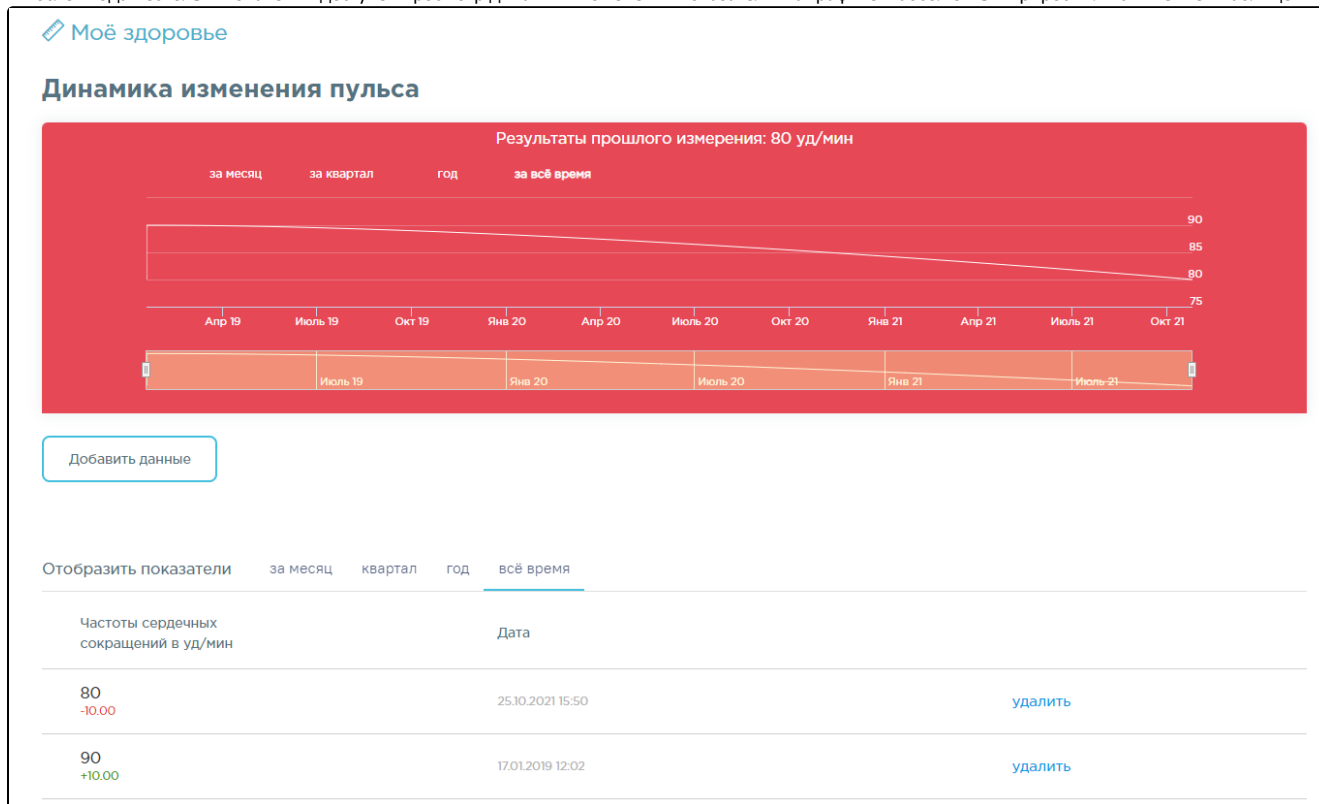 Моё здоровье
Динамика изменения пульса
Результаты прошлого измерения: 80 уд/мин
за месяц за квартал год за всё время
90
85
80
75
Апр 19 Июль 19 Окт 19 Янв 20 Апр 20 Июль 20 Окт 20 Янв 21 Апр 21 Июль 21 Окт 21
Июль 19 Янв 20 Июль 20 Янв 21 Июль 21
Добавить данные
Отобразить показатели за месяц квартал год всё время
Частоты сердечных
сокращений в уд/мин
Дата
80
-10.00
25.10.2021 15:50
удалить
90
+10.00
17.01.2019 12:02
удалить